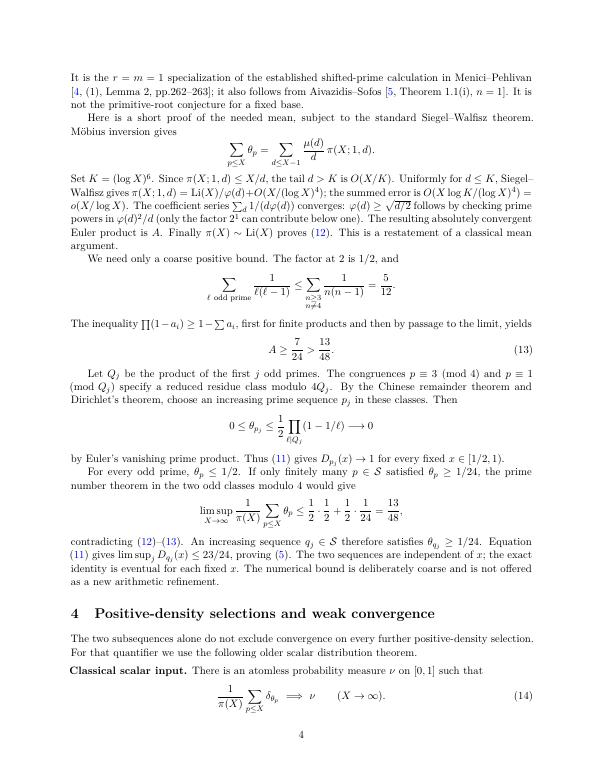 It is the r = m = 1 specialization of the established shifted-prime calculation in Menici–Pehlivan
[4, (1), Lemma 2, pp.262–263]; it also follows from Aivazidis–Sofos [5, Theorem 1.1(i), n = 1]. It is
not the primitive-root conjecture for a fixed base.
Here is a short proof of the needed mean, subject to the standard Siegel–Walfisz theorem.
Möbius inversion gives
∑_{p≤X} θ_p = ∑_{d≤X−1} μ(d)/d π(X; 1, d).
Set K = (log X)^6. Since π(X; 1, d) ≤ X/d, the tail d > K is O(X/K). Uniformly for d ≤ K, Siegel–
Walfisz gives π(X; 1, d) = Li(X)/φ(d)+O(X/(log X)^4); the summed error is O(X log K/(log X)^4) =
o(X/ log X). The coefficient series ∑_d 1/(dφ(d)) converges: φ(d) ≥ √(d/2) follows by checking prime
powers in φ(d)^2/d (only the factor 2^1 can contribute below one). The resulting absolutely convergent
Euler product is A. Finally π(X) ∼ Li(X) proves (12). This is a restatement of a classical mean
argument.
We need only a coarse positive bound. The factor at 2 is 1/2, and
∑_{ℓ odd prime} 1/(ℓ(ℓ − 1)) ≤ ∑_{n≥3, n≠4} 1/(n(n − 1)) = 5/12.
The inequality ∏(1−a_i) ≥ 1−∑ a_i, first for finite products and then by passage to the limit, yields
A ≥ 7/24 > 13/48. (13)
Let Q_j be the product of the first j odd primes. The congruences p ≡ 3 (mod 4) and p ≡ 1
(mod Q_j) specify a reduced residue class modulo 4Q_j. By the Chinese remainder theorem and
Dirichlet's theorem, choose an increasing prime sequence p_j in these classes. Then
0 ≤ θ_{p_j} ≤ 1/2 ∏_{ℓ|Q_j} (1 − 1/ℓ) ⟶ 0
by Euler's vanishing prime product. Thus (11) gives D_{p_j}(x) → 1 for every fixed x ∈ [1/2, 1).
For every odd prime, θ_p ≤ 1/2. If only finitely many p ∈ 𝒮 satisfied θ_p ≥ 1/24, the prime
number theorem in the two odd classes modulo 4 would give
lim sup_{X→∞} 1/π(X) ∑_{p≤X} θ_p ≤ 1/2 · 1/2 + 1/2 · 1/24 = 13/48,
contradicting (12)–(13). An increasing sequence q_j ∈ 𝒮 therefore satisfies θ_{q_j} ≥ 1/24. Equation
(11) gives lim sup_j D_{q_j}(x) ≤ 23/24, proving (5). The two sequences are independent of x; the exact
identity is eventual for each fixed x. The numerical bound is deliberately coarse and is not offered
as a new arithmetic refinement.
4 Positive-density selections and weak convergence
The two subsequences alone do not exclude convergence on every further positive-density selection.
For that quantifier we use the following older scalar distribution theorem.
Classical scalar input. There is an atomless probability measure ν on [0, 1] such that
1/π(X) ∑_{p≤X} δ_{θ_p} ⟹ ν (X → ∞). (14)
4